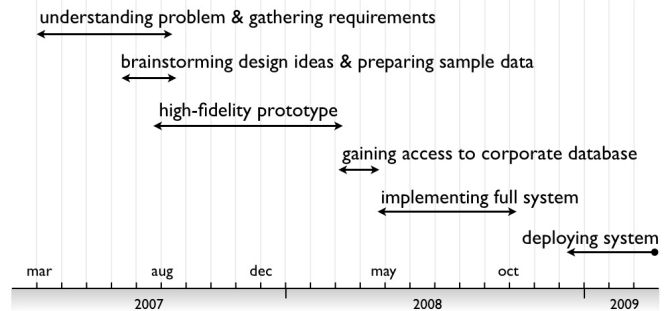 understanding problem & gathering requirements
brainstorming design ideas & preparing sample data
high-fidelity prototype
gaining access to corporate database
implementing full system
deploying system
mar aug dec may oct
2007 2008 2009